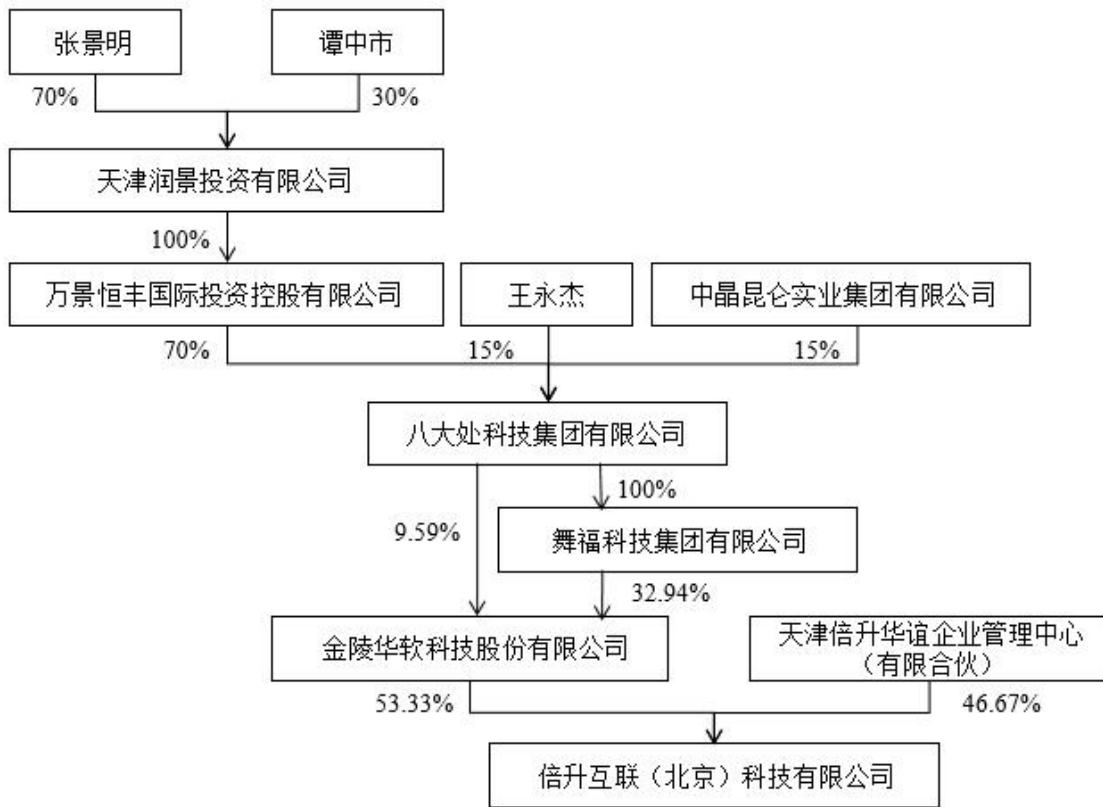 张景明
谭中市
70%
30%
天津润景投资有限公司
100%
万景恒丰国际投资控股有限公司
王永杰
中晶昆仑实业集团有限公司
70%
15%
15%
八大处科技集团有限公司
100%
9.59%
舞福科技集团有限公司
32.94%
金陵华软科技股份有限公司
天津倍升华谊企业管理中心
（有限合伙）
53.33%
46.67%
倍升互联（北京）科技有限公司